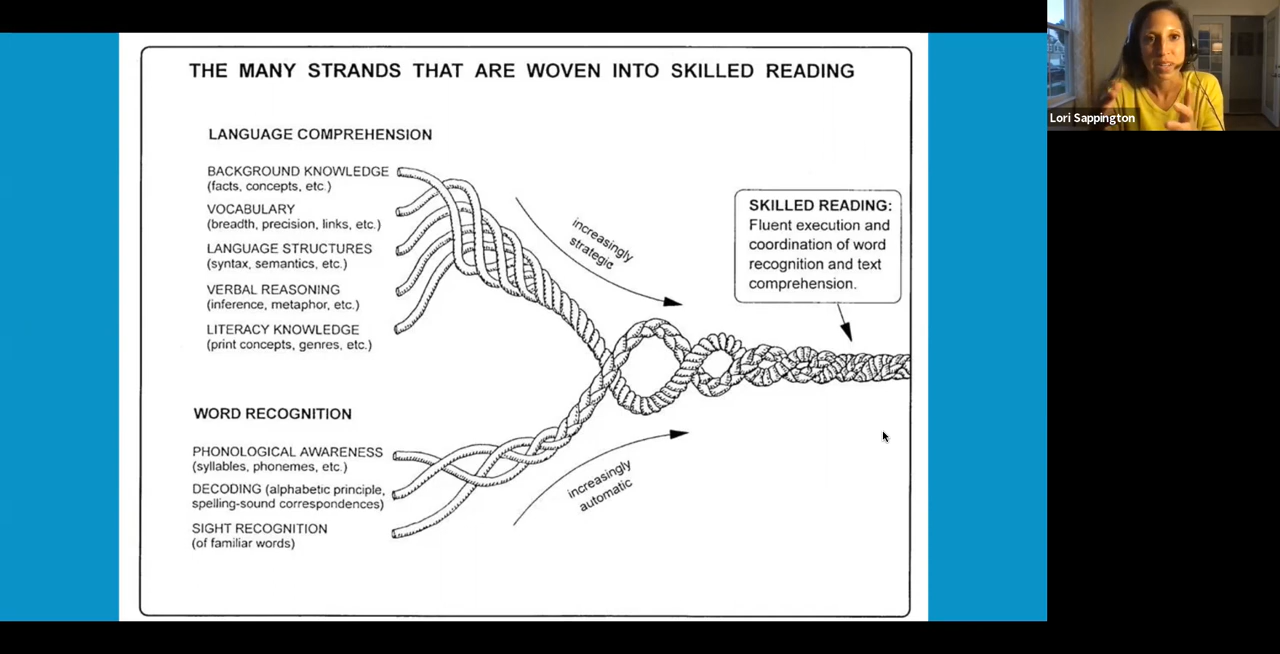 THE MANY STRANDS THAT ARE WOVEN INTO SKILLED READING
LANGUAGE COMPREHENSION
BACKGROUND KNOWLEDGE
(facts, concepts, etc.)
VOCABULARY
(breadth, precision, links, etc.)
LANGUAGE STRUCTURES
(syntax, semantics, etc.)
VERBAL REASONING
(inference, metaphor, etc.)
LITERACY KNOWLEDGE
(print concepts, genres, etc.)
increasingly
strategic
SKILLED READING:
Fluent execution and
coordination of word
recognition and text
comprehension.
WORD RECOGNITION
PHONOLOGICAL AWARENESS
(syllables, phonemes, etc.)
DECODING (alphabetic principle,
spelling-sound correspondences)
SIGHT RECOGNITION
(of familiar words)
increasingly
automatic
Lori Sappington